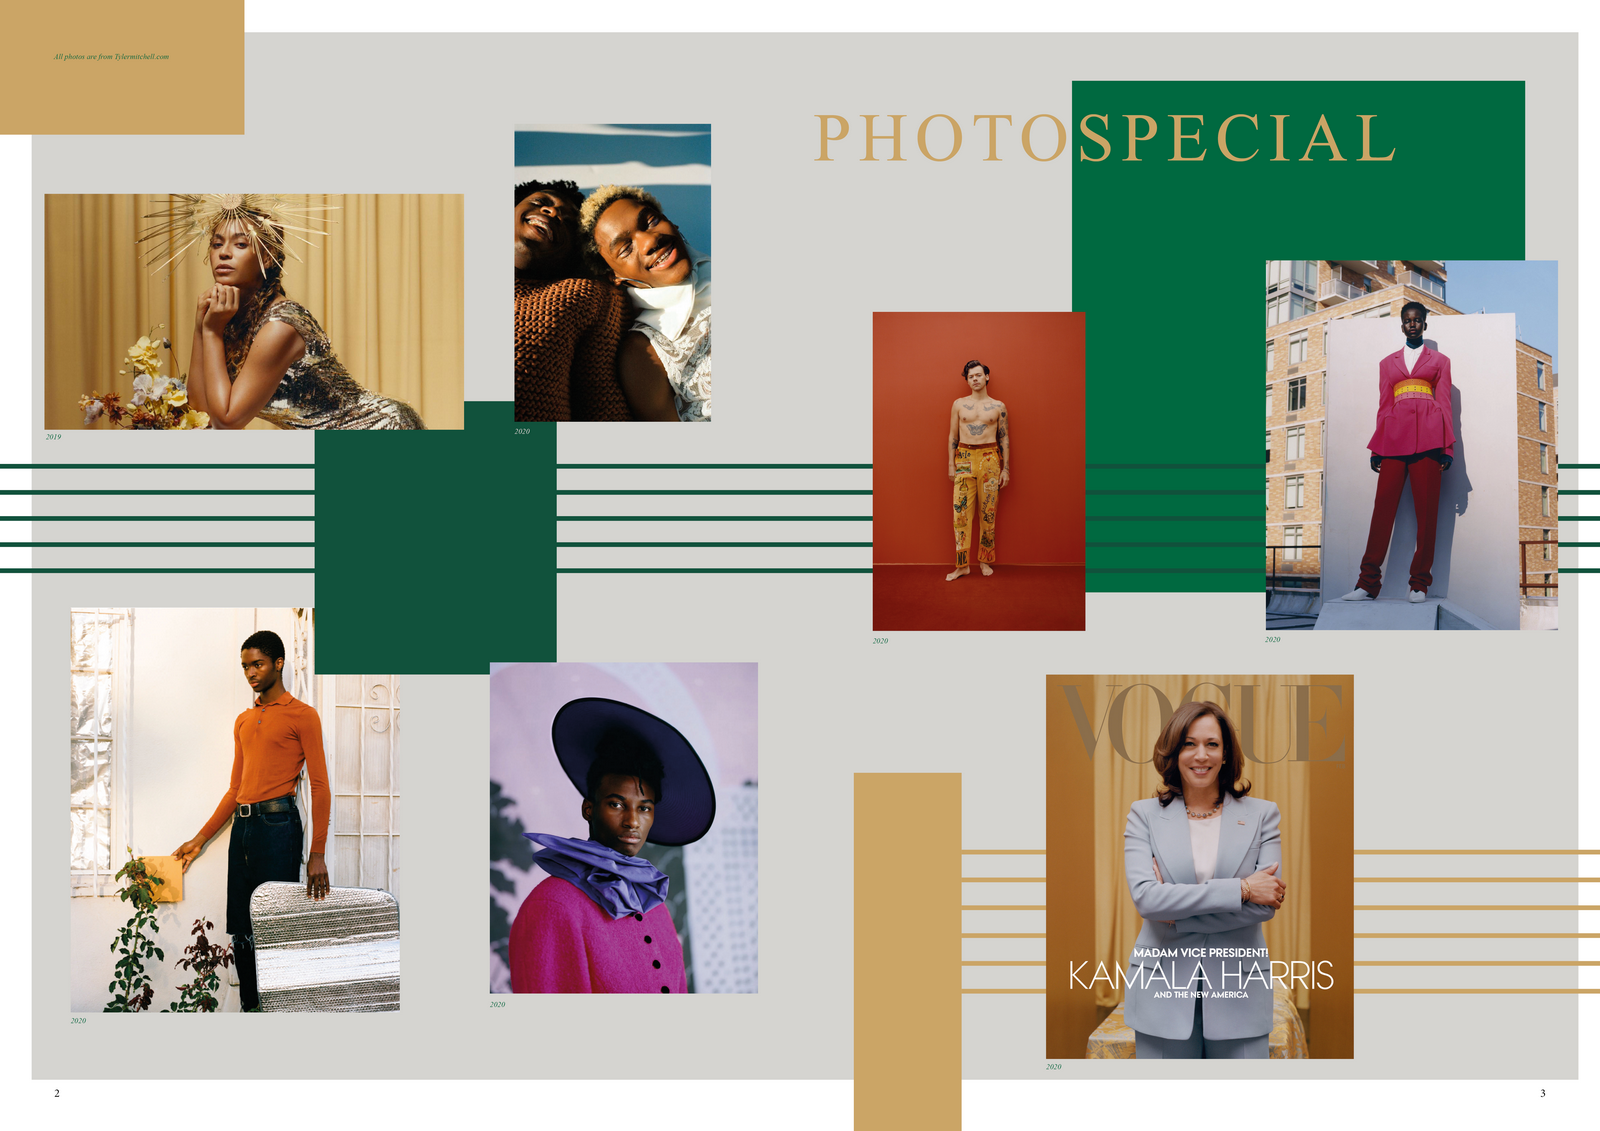 All photos are from Tylermitchell.com
PHOTOSPECIAL
2019
2020
2020
2020
2020
2020
VOGUE
MADAM VICE PRESIDENT!
KAMALA HARRIS
AND THE NEW AMERICA
2020
2
3